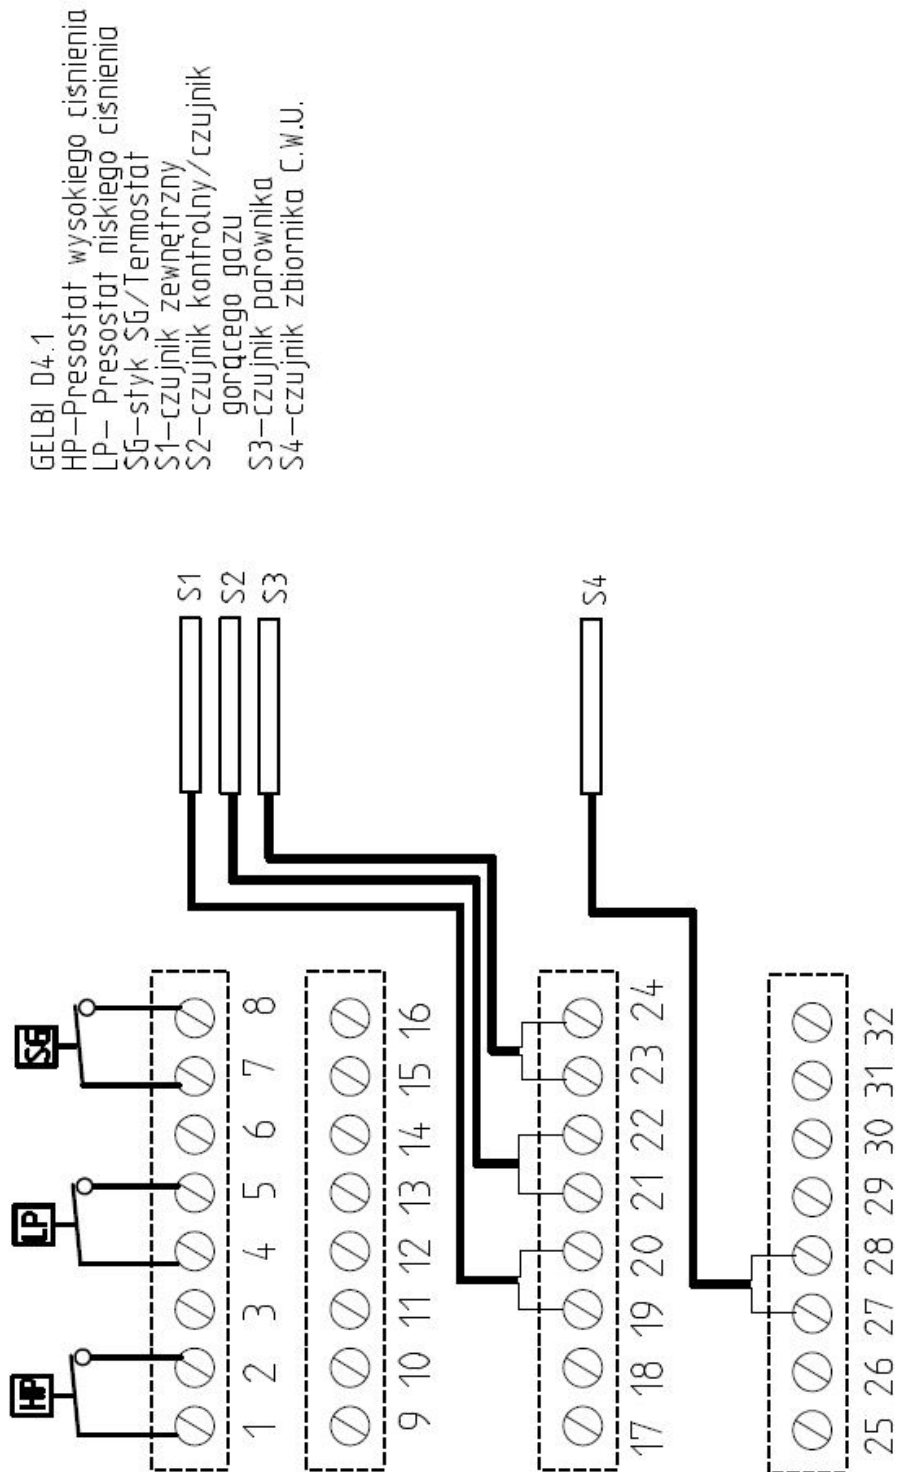 GELBI D4.1
HP-Presostat wysokiego ciśnienia
LP- Presostat niskiego ciśnienia
SG-styk SG/Termostat
S1-czujnik zewnętrzny
S2-czujnik kontrolny/czujnik
gorącego gazu
S3-czujnik parownika
S4-czujnik zbiornika C.W.U.
S1
S2
S3
S4
HP
LP
SG
1 2 3 4 5 6 7 8
9 10 11 12 13 14 15 16
17 18 19 20 21 22 23 24
25 26 27 28 29 30 31 32